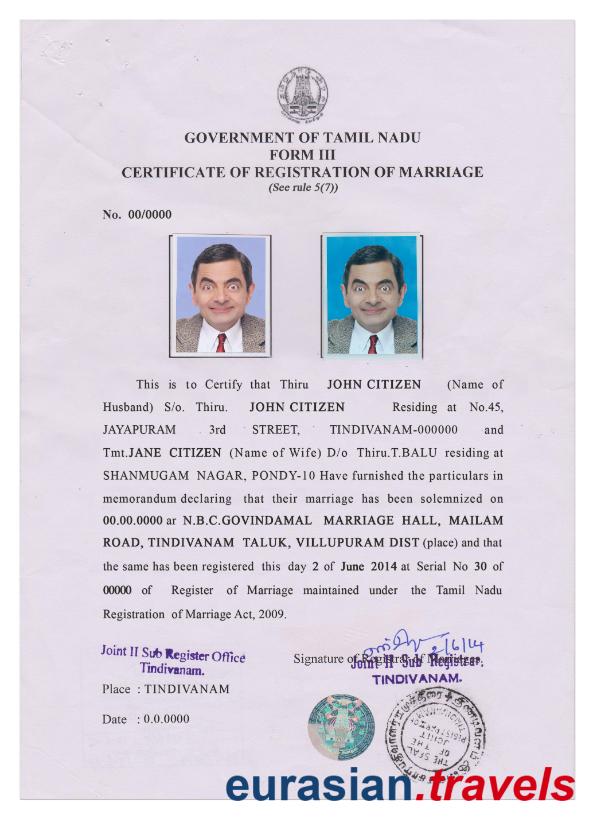 GOVERNMENT OF TAMIL NADU
FORM III
CERTIFICATE OF REGISTRATION OF MARRIAGE
(See rule 5(7))
No. 00/0000
This is to Certify that Thiru JOHN CITIZEN (Name of
Husband) S/o. Thiru. JOHN CITIZEN Residing at No.45,
JAYAPURAM 3rd STREET, TINDIVANAM-000000 and
Tmt.JANE CITIZEN (Name of Wife) D/o Thiru.T.BALU residing at
SHANMUGAM NAGAR, PONDY-10 Have furnished the particulars in
memorandum declaring that their marriage has been solemnized on
00.00.0000 ar N.B.C.GOVINDAMAL MARRIAGE HALL, MAILAM
ROAD, TINDIVANAM TALUK, VILLUPURAM DIST (place) and that
the same has been registered this day 2 of June 2014 at Serial No 30 of
00000 of Register of Marriage maintained under the Tamil Nadu
Registration of Marriage Act, 2009.
Joint II Sub Register Office
Tindivanam.
2/6/14
Signature of Registrar of Marriages
Joint II Sub Registrar.
TINDIVANAM.
Place : TINDIVANAM
Date : 0.0.0000
THE SEAL
OF THE
eurasian.travels